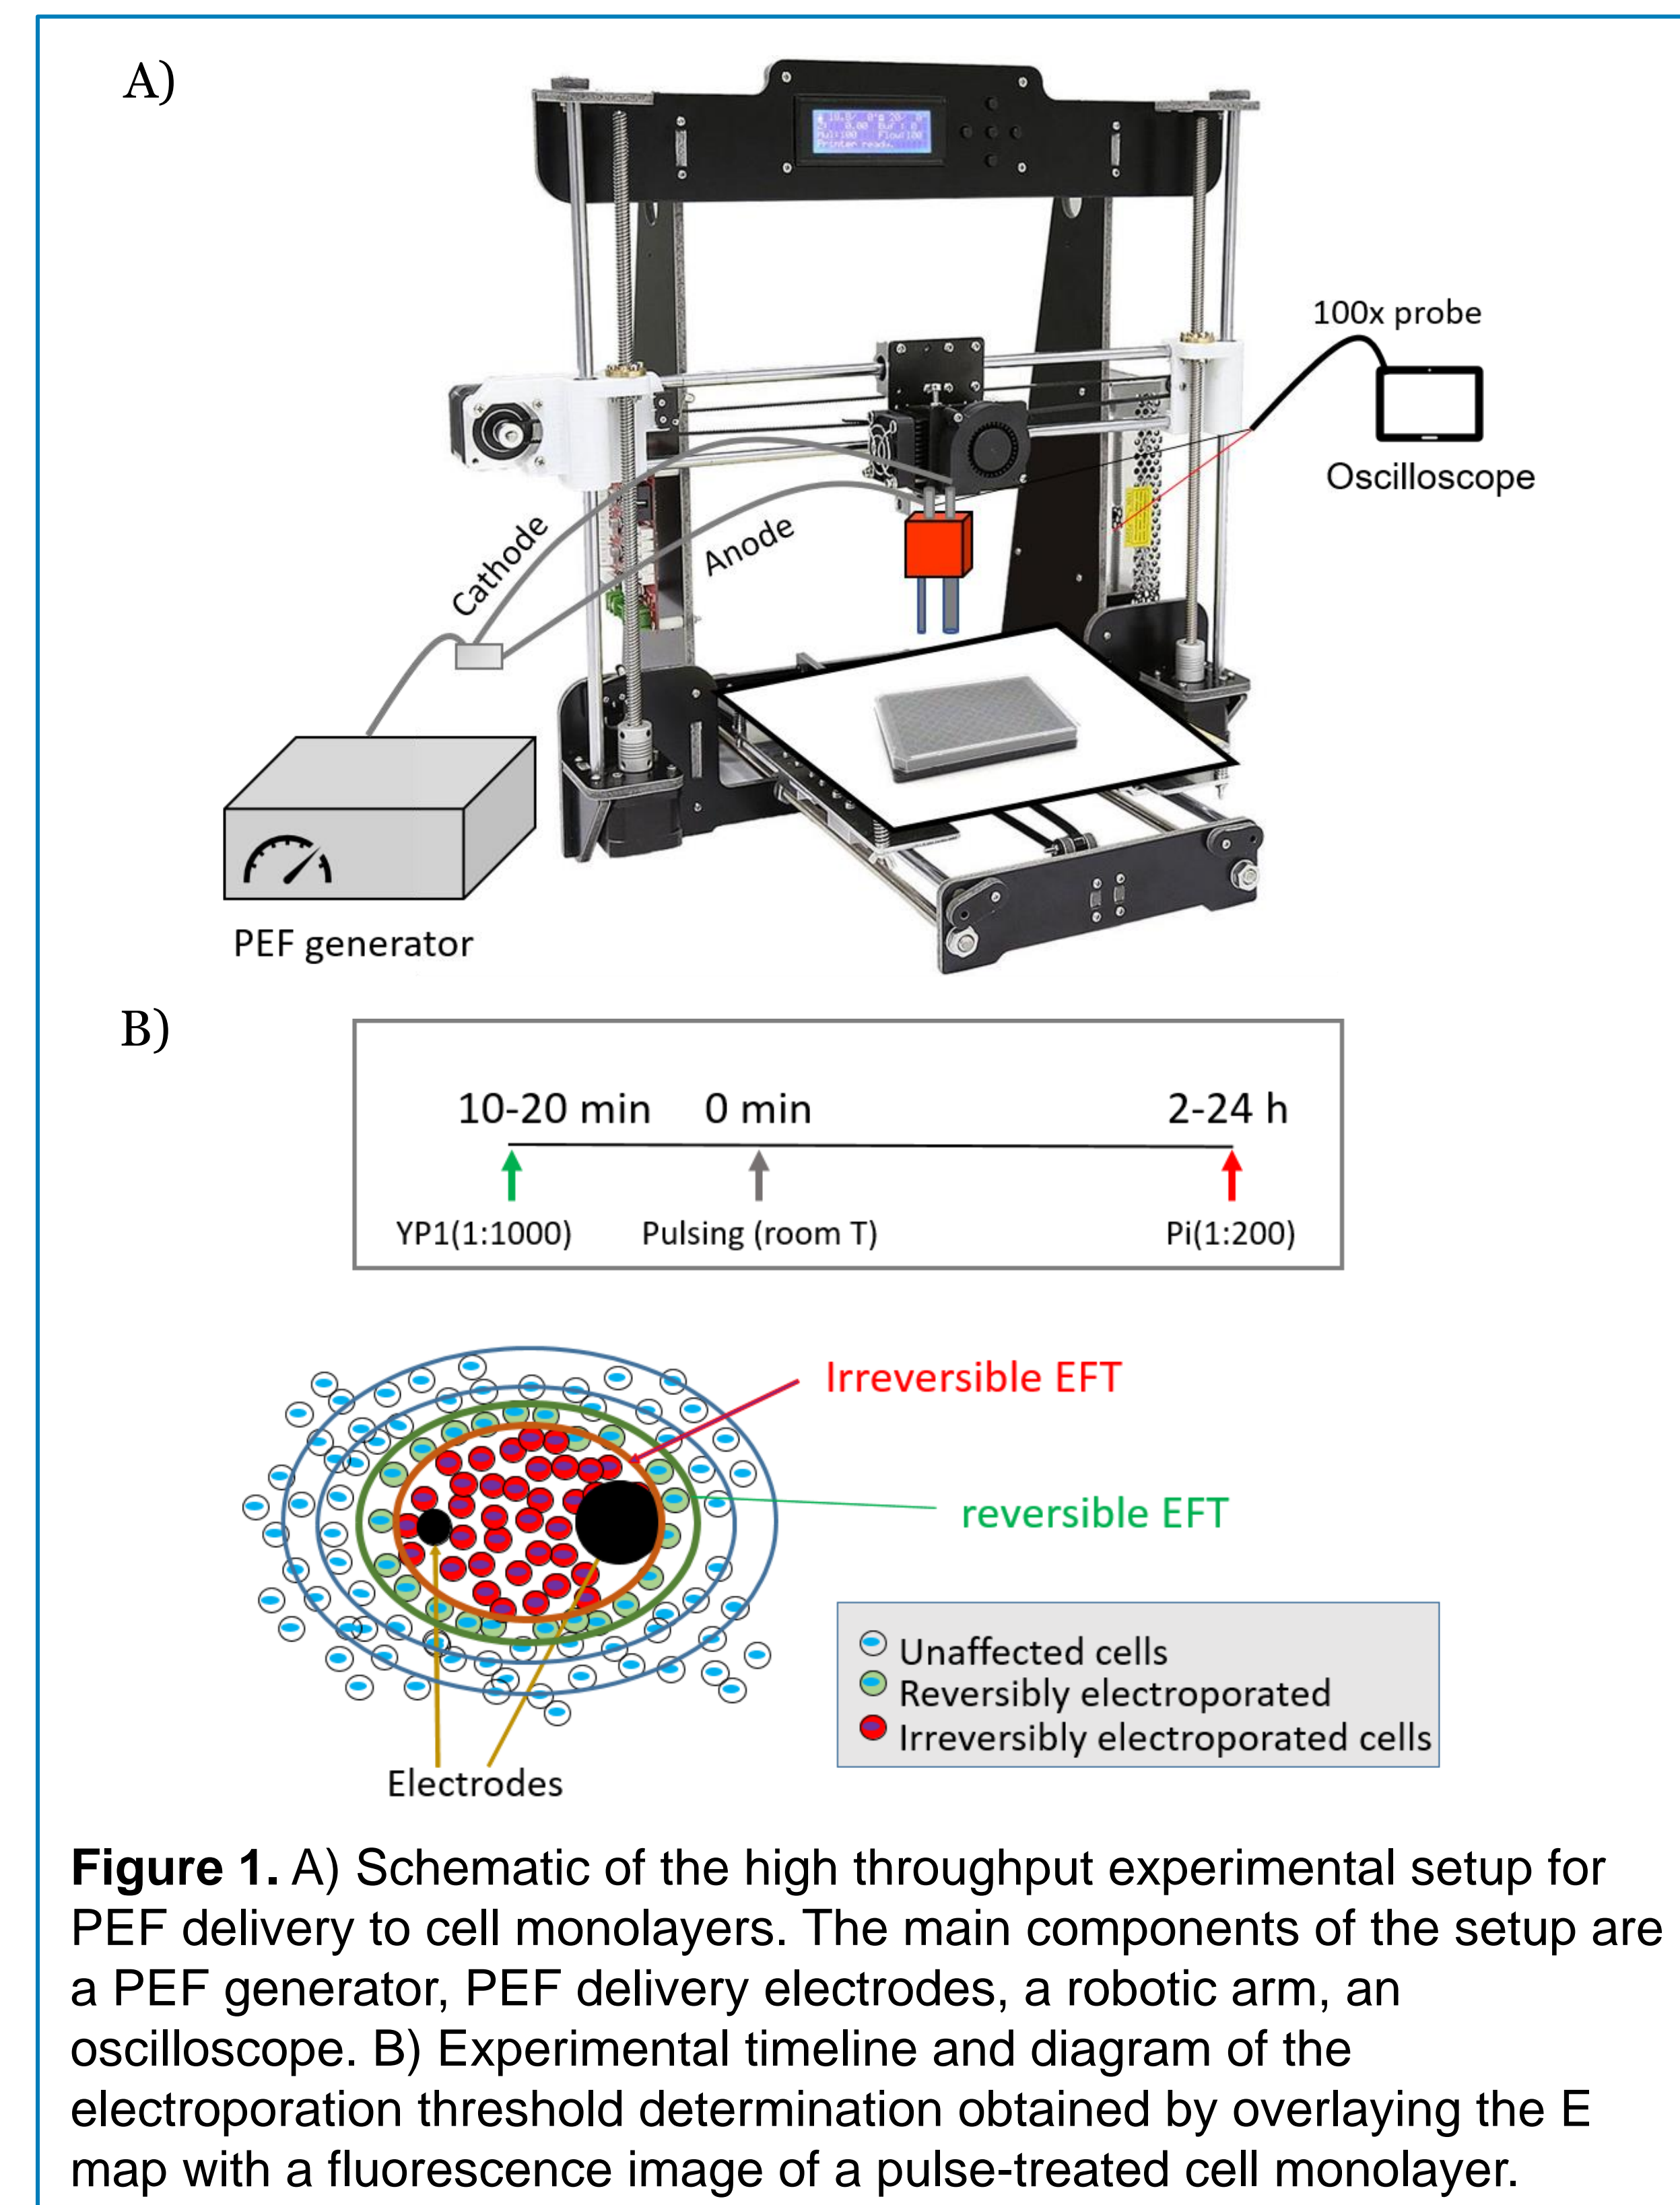 A)
100x probe
Oscilloscope
Cathode
Anode
PEF generator
B)
10-20 min 0 min 2-24 h
YP1(1:1000) Pulsing (room T) Pi(1:200)
Irreversible EFT
reversible EFT
Unaffected cells
Reversibly electroporated
Irreversibly electroporated cells
Electrodes
Figure 1. A) Schematic of the high throughput experimental setup for
PEF delivery to cell monolayers. The main components of the setup are
a PEF generator, PEF delivery electrodes, a robotic arm, an
oscilloscope. B) Experimental timeline and diagram of the
electroporation threshold determination obtained by overlaying the E
map with a fluorescence image of a pulse-treated cell monolayer.